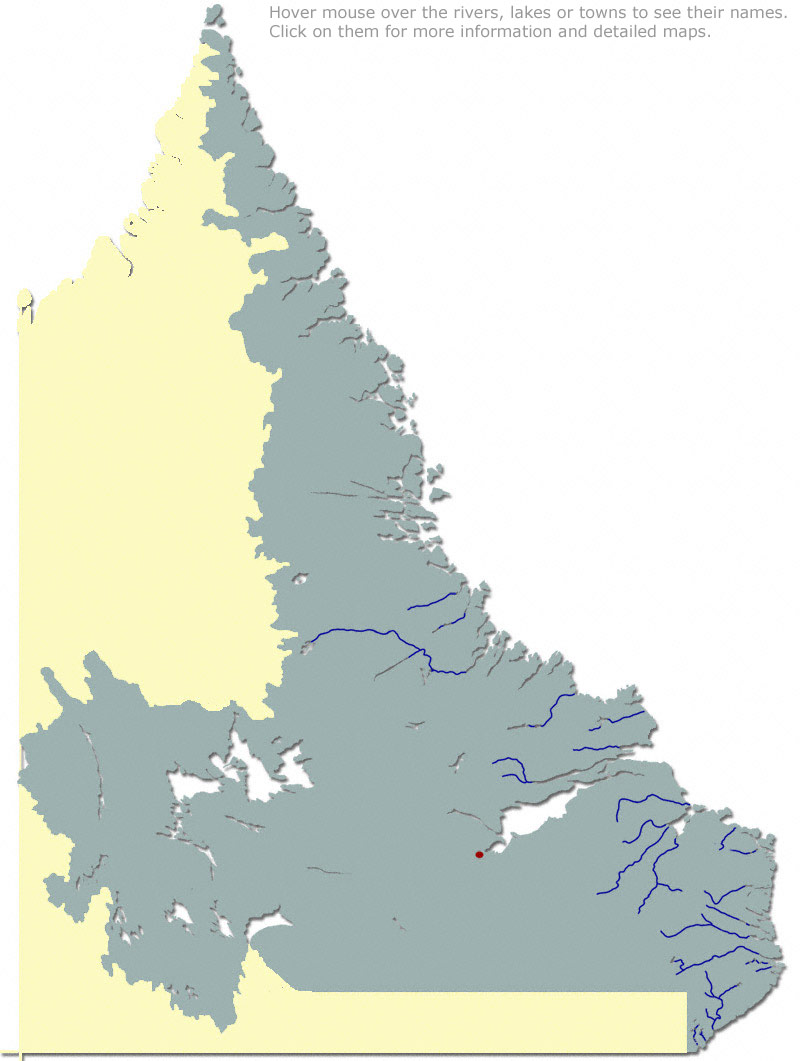 Hover mouse over the rivers, lakes or towns to see their names.
Click on them for more information and detailed maps.